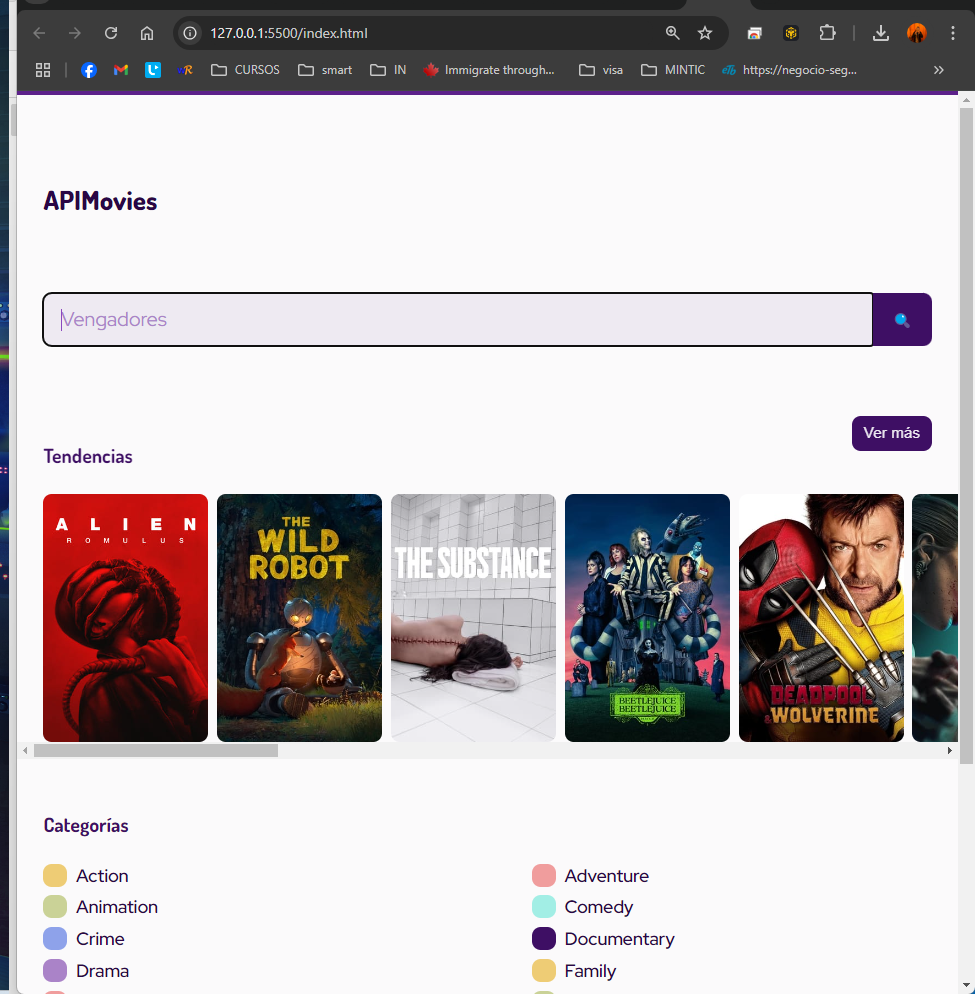 127.0.0.1:5500/index.html
CURSOS smart IN Immigrate through... visa MINTIC https://negocio-seg...
APIMovies
Vengadores
Ver más
Tendencias
ALIEN
ROMULUS
THE
WILD
ROBOT
THE SUBSTANCE
BEETLEJUICE
BEETLEJUICE
DEADPOOL
& WOLVERINE
Categorías
Action
Adventure
Animation
Comedy
Crime
Documentary
Drama
Family